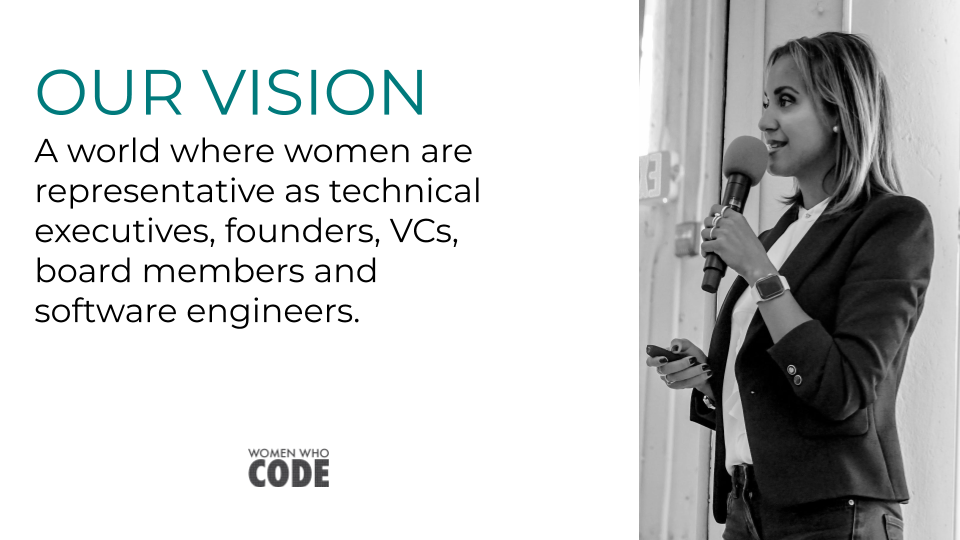 OUR VISION
A world where women are
representative as technical
executives, founders, VCs,
board members and
software engineers.
WOMEN WHO
CODE